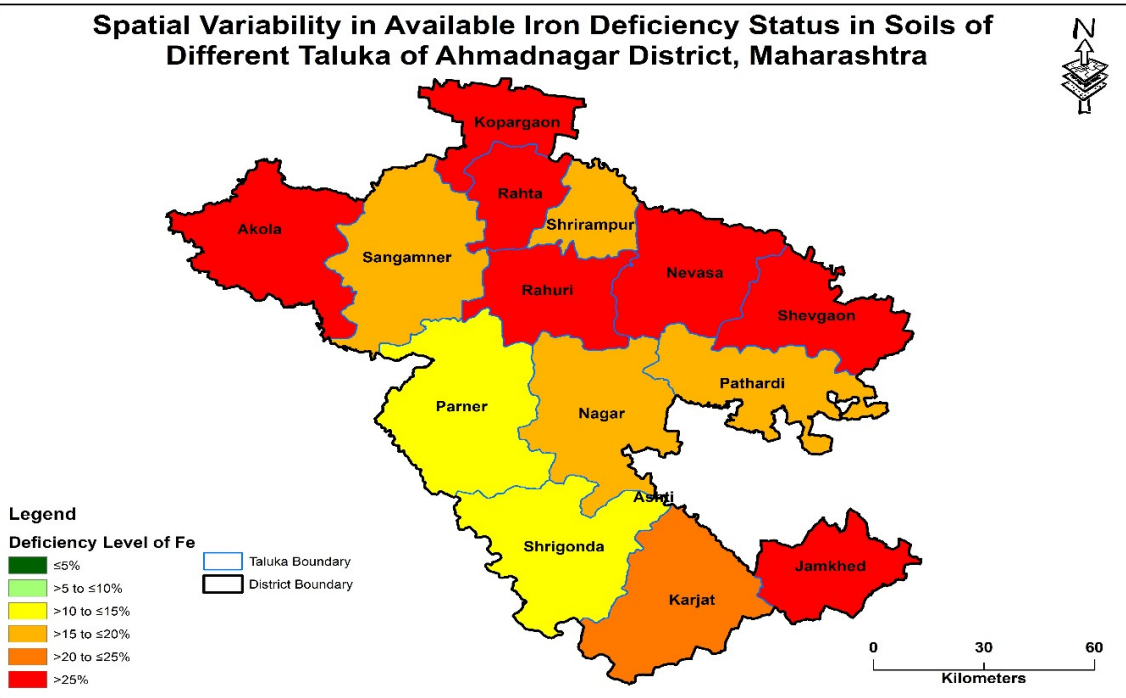 Spatial Variability in Available Iron Deficiency Status in Soils of
Different Taluka of Ahmadnagar District, Maharashtra
N
Kopargaon
Rahta
Shrirampur
Akola
Sangamner
Nevasa
Rahuri
Shevgaon
Pathardi
Parner
Nagar
Ashti
Shrigonda
Jamkhed
Karjat
Legend
Deficiency Level of Fe
≤5%
>5 to ≤10%
>10 to ≤15%
>15 to ≤20%
>20 to ≤25%
>25%
Taluka Boundary
District Boundary
0 30 60
Kilometers